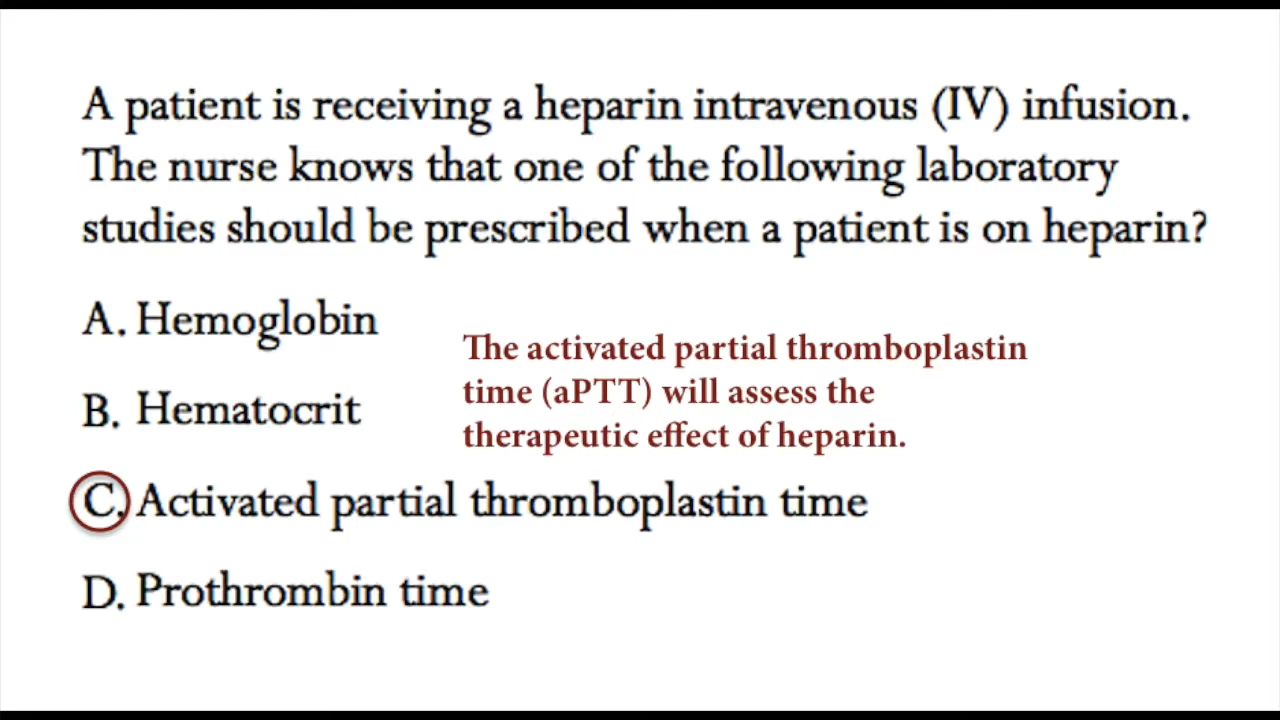 A patient is receiving a heparin intravenous (IV) infusion.
The nurse knows that one of the following laboratory
studies should be prescribed when a patient is on heparin?
A. Hemoglobin
The activated partial thromboplastin
time (aPTT) will assess the
therapeutic effect of heparin.
B. Hematocrit
C. Activated partial thromboplastin time
D. Prothrombin time